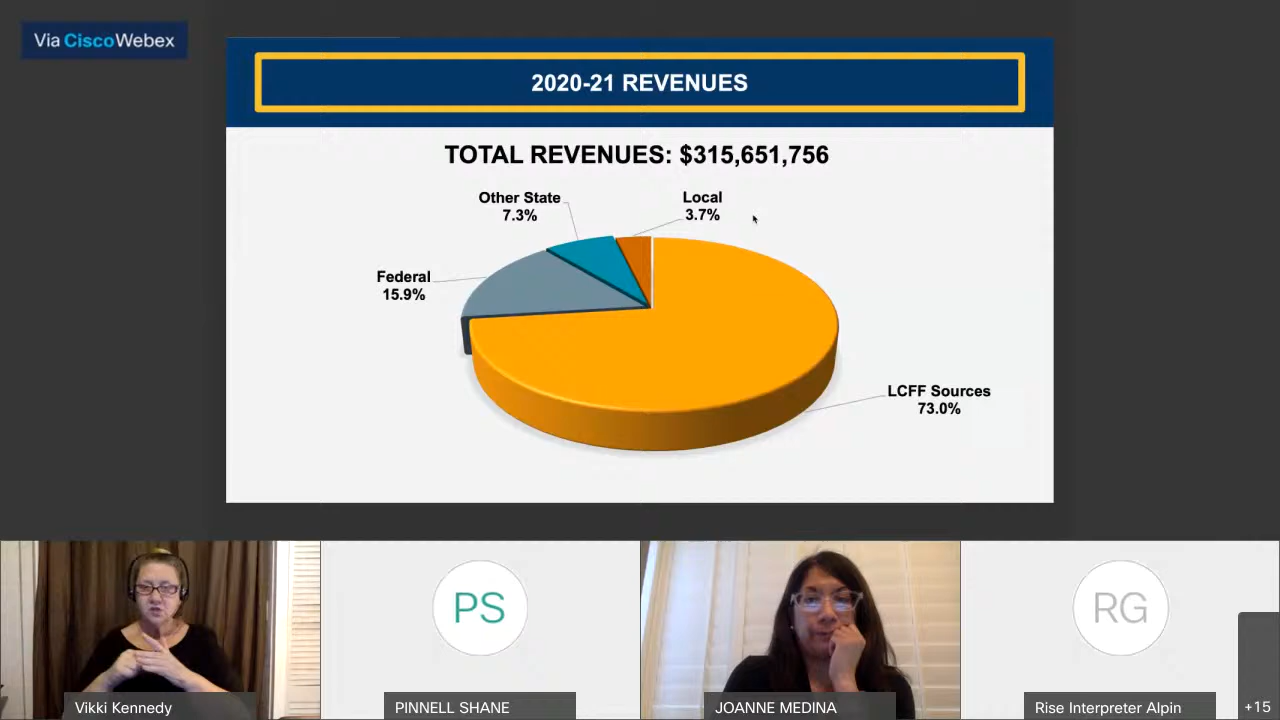 Via CiscoWebex
2020-21 REVENUES
TOTAL REVENUES: $315,651,756
Other State
7.3%
Local
3.7%
Federal
15.9%
LCFF Sources
73.0%
PS
RG
Vikki Kennedy
PINNELL SHANE
JOANNE MEDINA
Rise Interpreter Alpin
+15